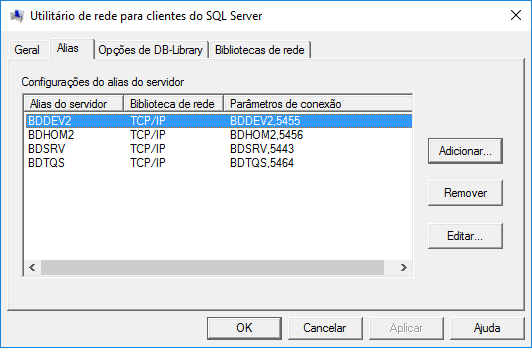 Utilitário de rede para clientes do SQL Server
Geral Alias Opções de DB-Library Bibliotecas de rede
Configurações do alias do servidor
Alias do servidor Biblioteca de rede Parâmetros de conexão
BDDEV2 TCP/IP BDDEV2,5455
BDHOM2 TCP/IP BDHOM2,5456
BDSRV TCP/IP BDSRV,5443
BDTQS TCP/IP BDTQS,5464
Adicionar...
Remover
Editar...
OK Cancelar Aplicar Ajuda